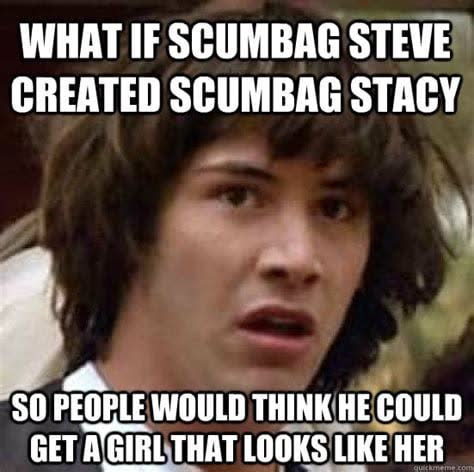 WHAT IF SCUMBAG STEVE
CREATED SCUMBAG STACY
SO PEOPLE WOULD THINK HE COULD
GET A GIRL THAT LOOKS LIKE HER
quickmeme.com